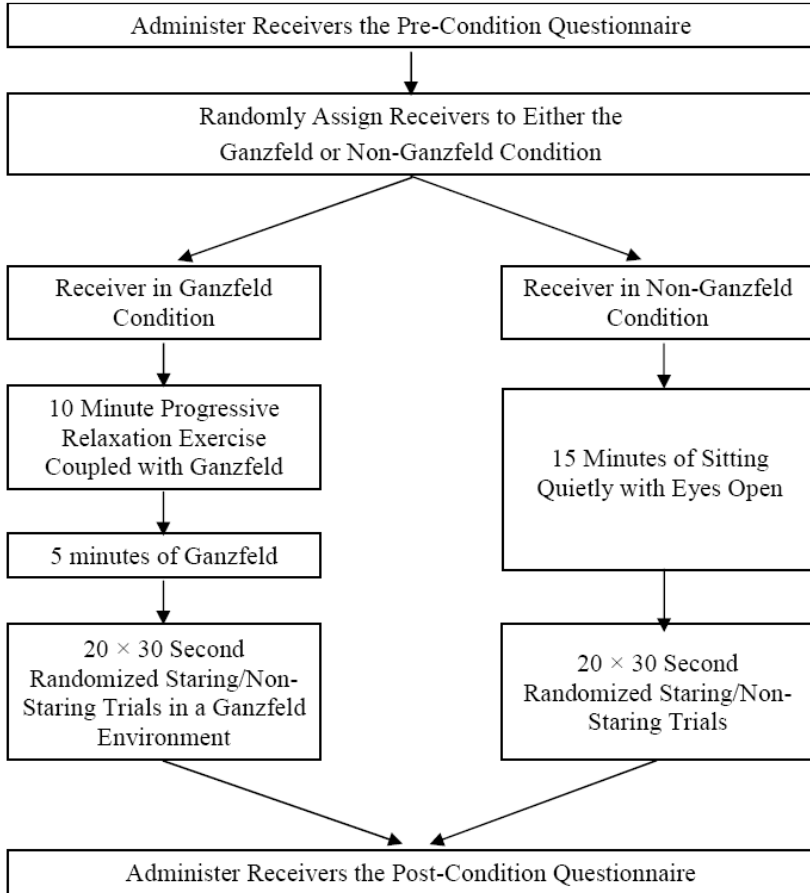 Administer Receivers the Pre-Condition Questionnaire
Randomly Assign Receivers to Either the
Ganzfeld or Non-Ganzfeld Condition
Receiver in Ganzfeld
Condition
Receiver in Non-Ganzfeld
Condition
10 Minute Progressive
Relaxation Exercise
Coupled with Ganzfeld
15 Minutes of Sitting
Quietly with Eyes Open
5 minutes of Ganzfeld
20 × 30 Second
Randomized Staring/Non-
Staring Trials in a Ganzfeld
Environment
20 × 30 Second
Randomized Staring/Non-
Staring Trials
Administer Receivers the Post-Condition Questionnaire